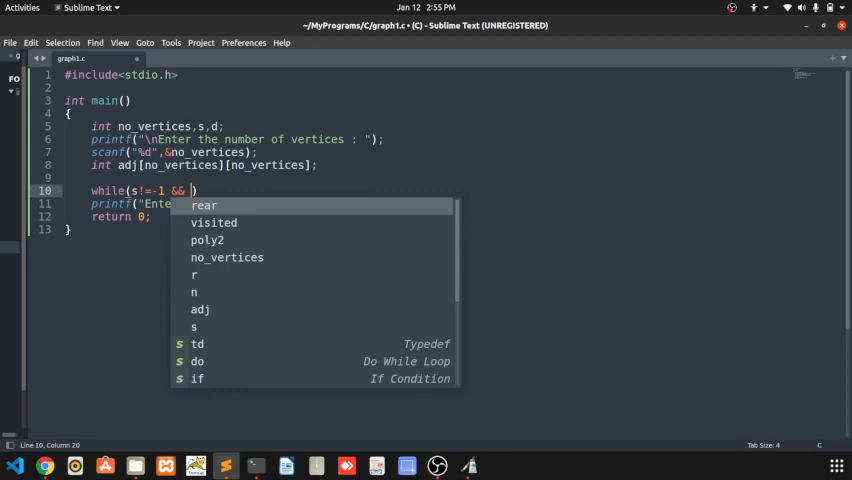 Activities
Sublime Text
Jan 12 2:55 PM
~/MyPrograms/C/graph1.c • (C) - Sublime Text (UNREGISTERED)
File Edit Selection Find View Goto Tools Project Preferences Help
graph1.c
FO
1 #include<stdio.h>
2
3 int main()
4 {
5 int no_vertices,s,d;
6 printf("\nEnter the number of vertices : ");
7 scanf("%d",&no_vertices);
8 int adj[no_vertices][no_vertices];
9
10 while(s!=-1 && )
11 printf("Ente
12 return 0;
13 }
rear
visited
poly2
no_vertices
r
n
adj
s
s td Typedef
s do Do While Loop
s if If Condition
Line 10, Column 20
Tab Size: 4
C